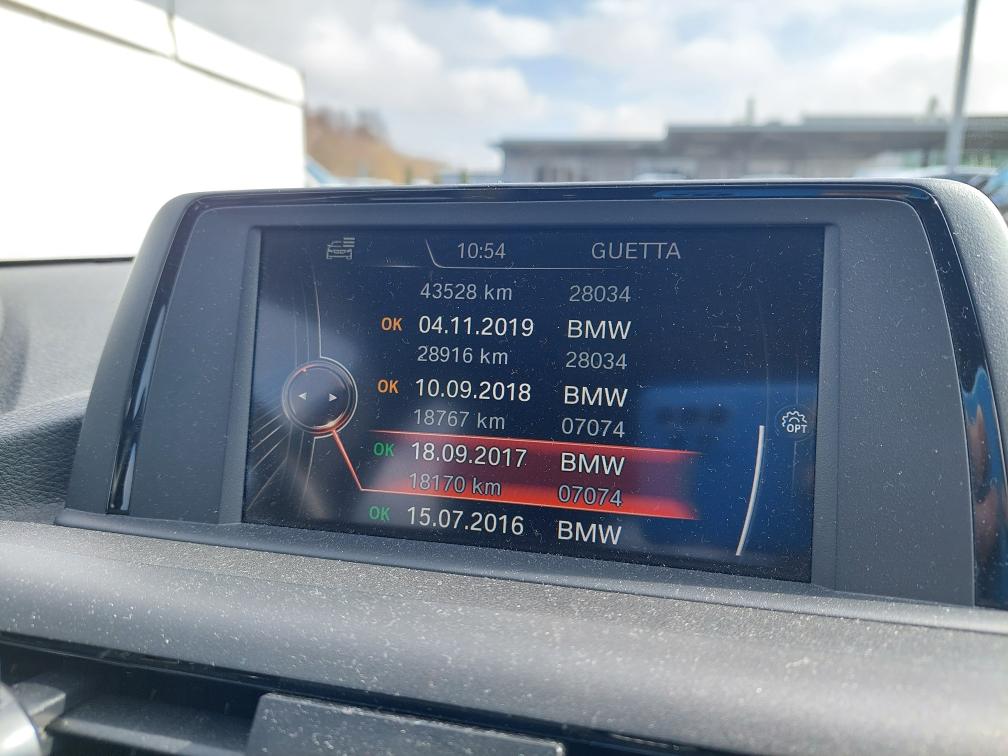 10:54 GUETTA
43528 km 28034
OK 04.11.2019 BMW
28916 km 28034
OK 10.09.2018 BMW
18767 km 07074
OK 18.09.2017 BMW
18170 km 07074
OK 15.07.2016 BMW
OPT